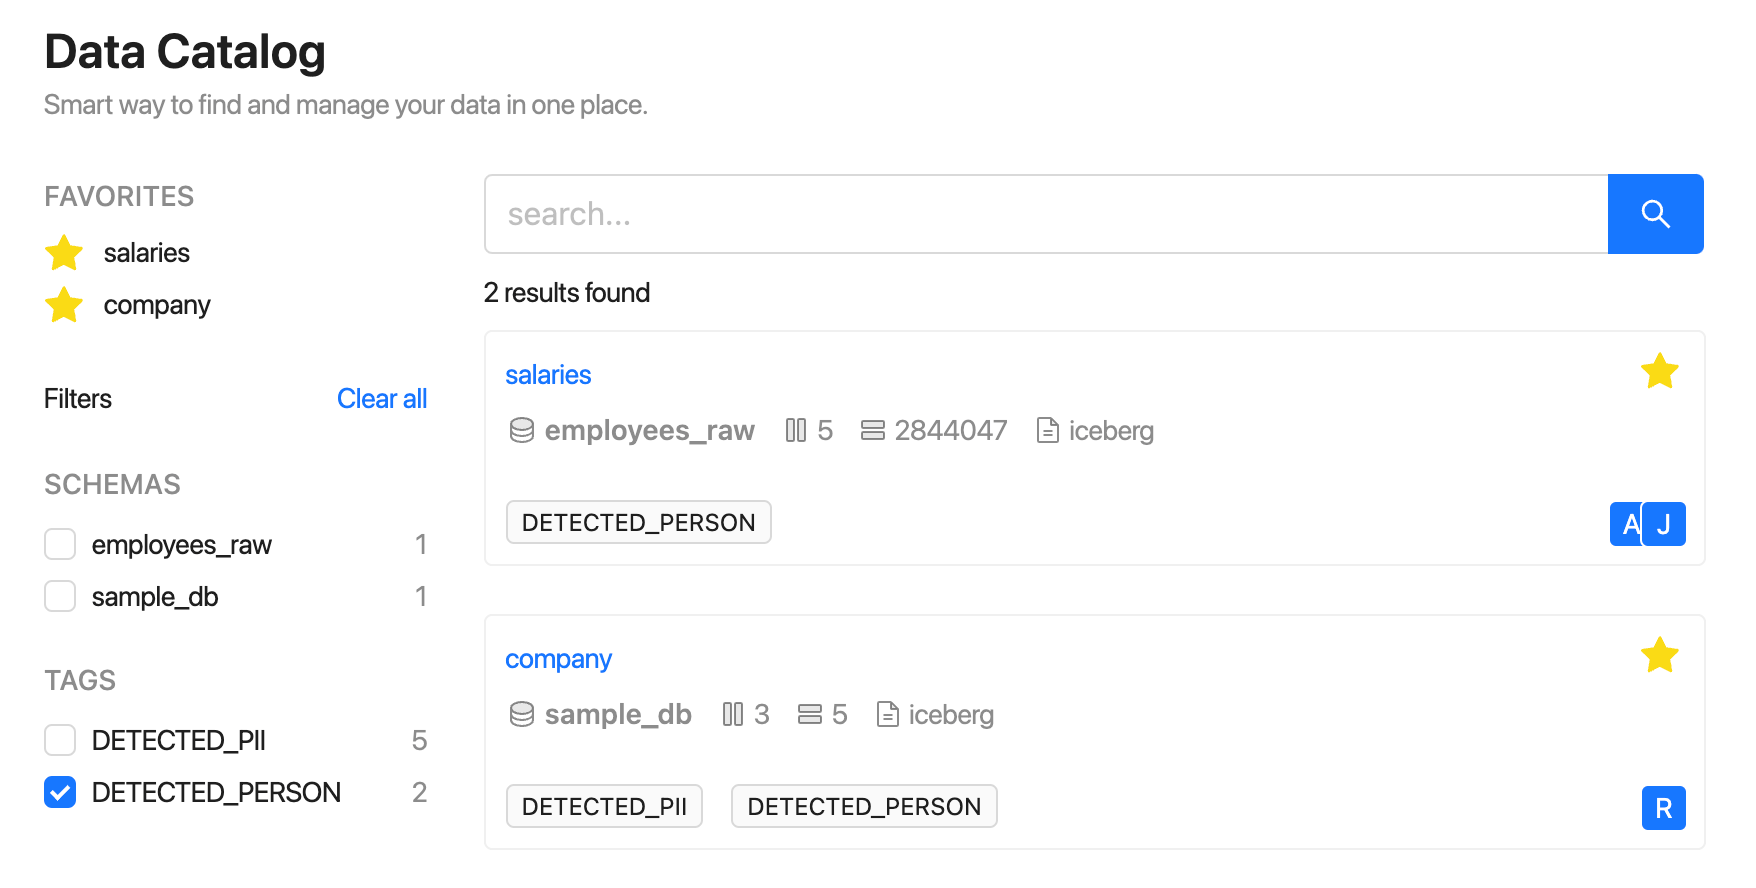 Data Catalog
Smart way to find and manage your data in one place.
FAVORITES
salaries
company
Filters Clear all
SCHEMAS
employees_raw 1
sample_db 1
TAGS
DETECTED_PII 5
DETECTED_PERSON 2
search...
2 results found
salaries
employees_raw 5 2844047 iceberg
DETECTED_PERSON A J
company
sample_db 3 5 iceberg
DETECTED_PII DETECTED_PERSON R